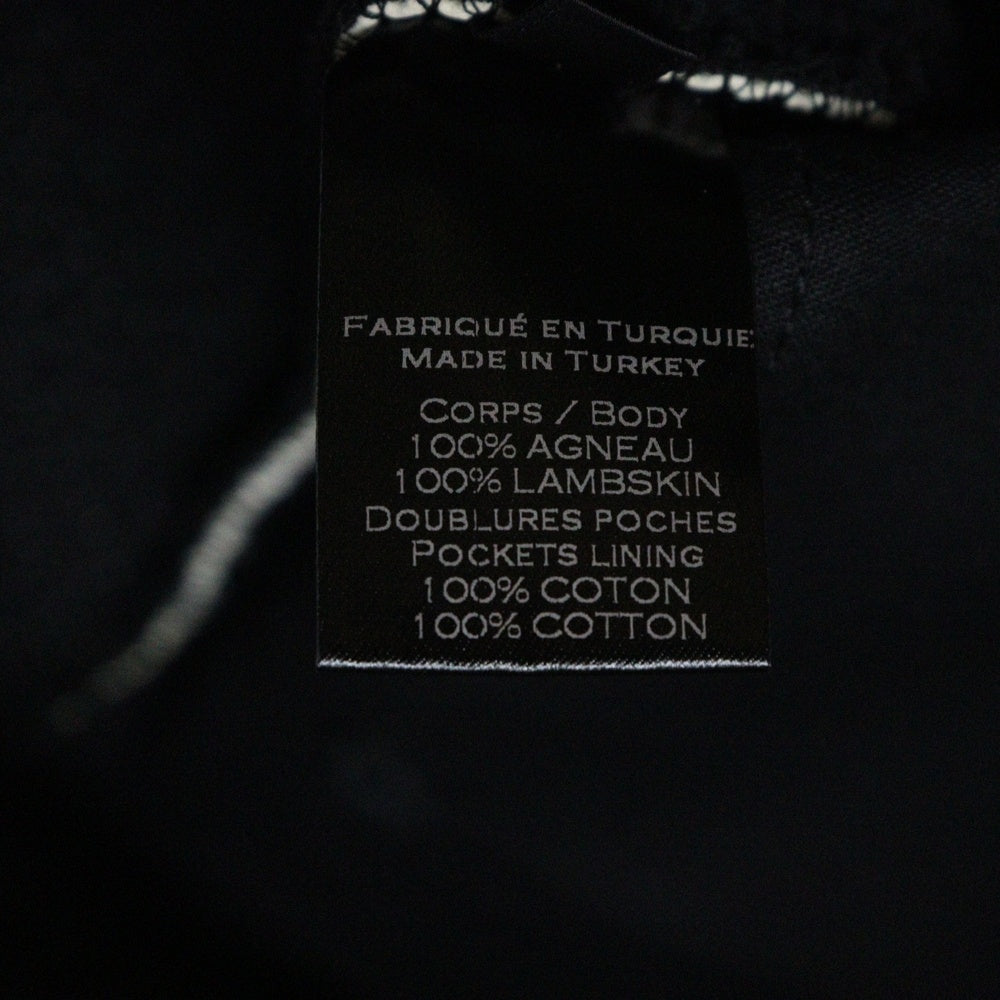 FABRIQUÉ EN TURQUIE
MADE IN TURKEY
CORPS / BODY
100% AGNEAU
100% LAMBSKIN
DOUBLURES POCHES
POCKETS LINING
100% COTON
100% COTTON